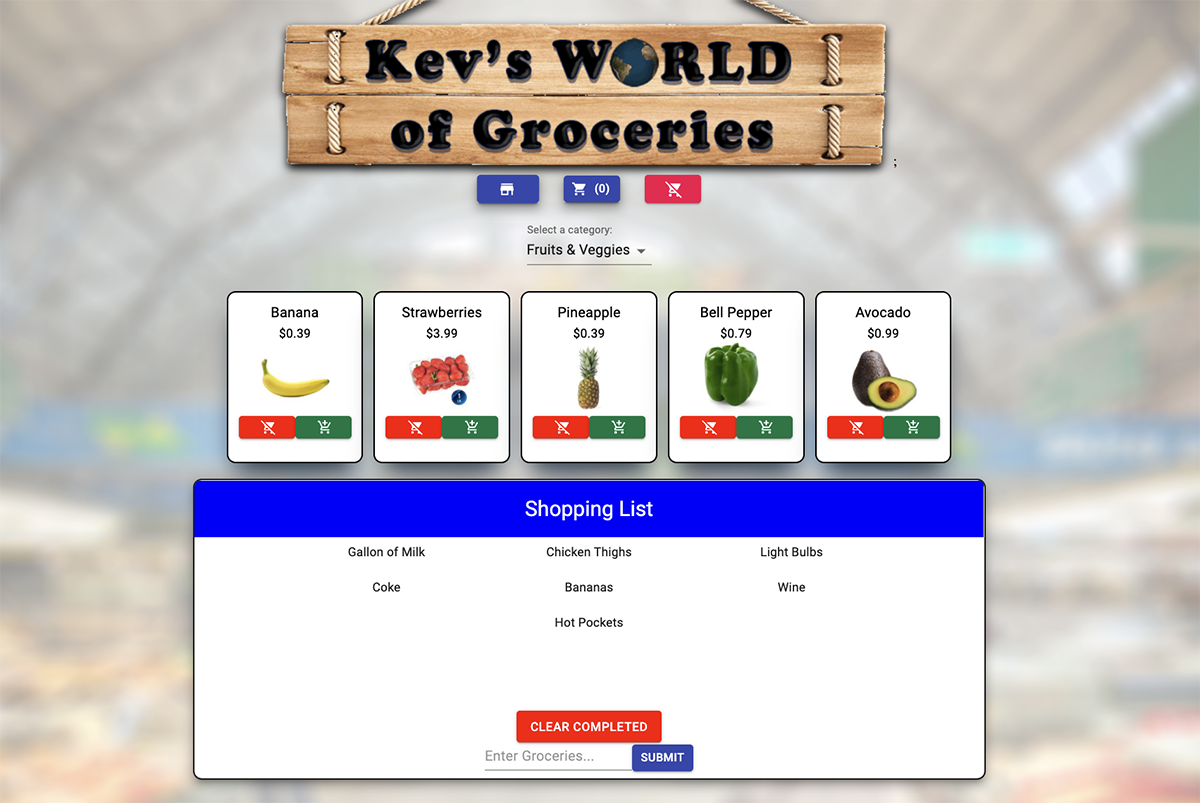 Kev's WORLD
of Groceries
;
(0)
Select a category:
Fruits & Veggies
Banana
$0.39
Strawberries
$3.99
Pineapple
$0.39
Bell Pepper
$0.79
Avocado
$0.99
Shopping List
Gallon of Milk Chicken Thighs Light Bulbs
Coke Bananas Wine
Hot Pockets
CLEAR COMPLETED
Enter Groceries... SUBMIT